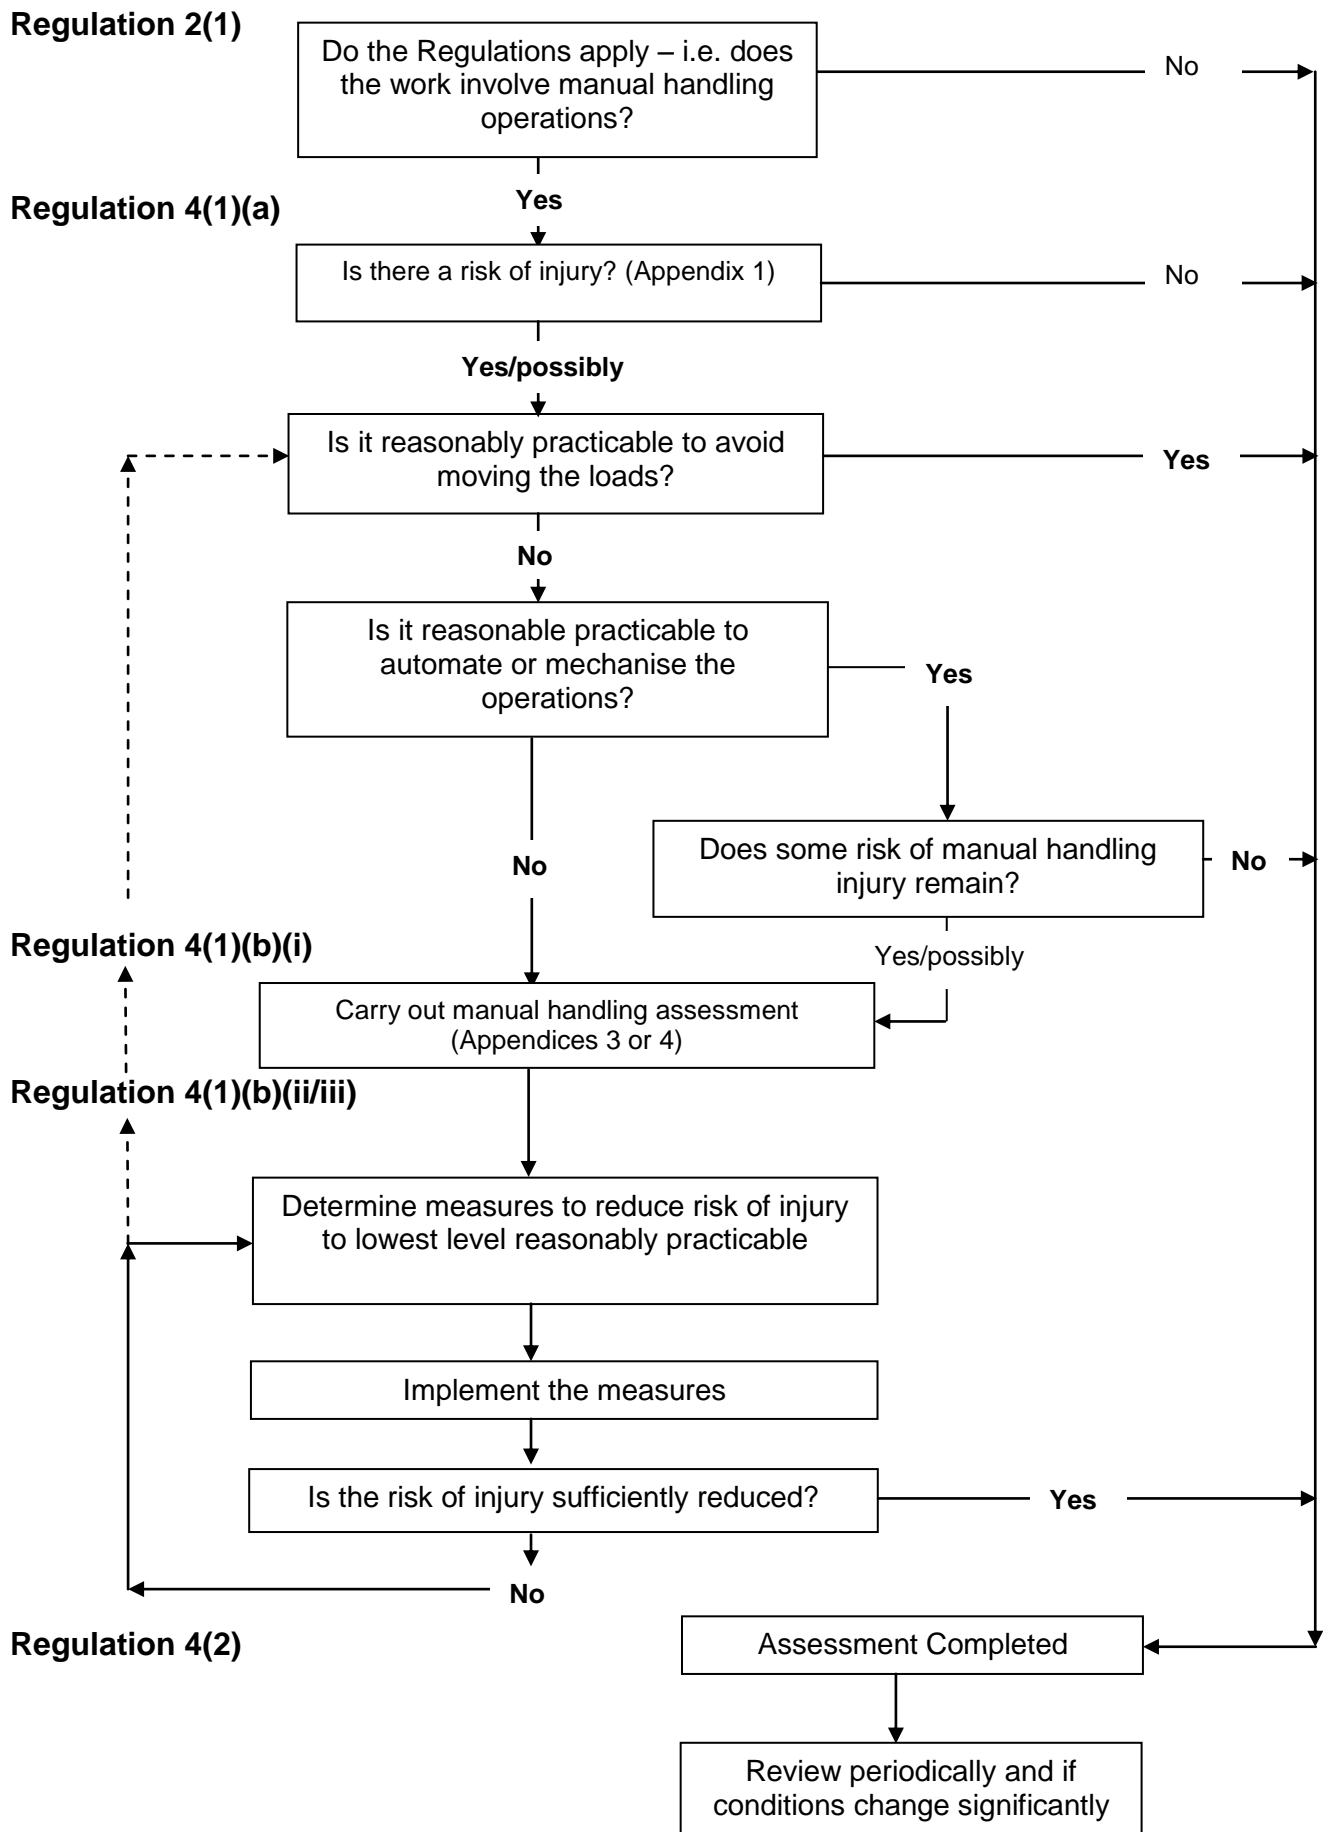 Regulation 2(1)
Do the Regulations apply – i.e. does
the work involve manual handling
operations?
No
Yes
Regulation 4(1)(a)
Is there a risk of injury? (Appendix 1)
No
Yes/possibly
Is it reasonably practicable to avoid
moving the loads?
Yes
No
Is it reasonable practicable to
automate or mechanise the
operations?
Yes
No
Does some risk of manual handling
injury remain?
No
Regulation 4(1)(b)(i)
Yes/possibly
Carry out manual handling assessment
(Appendices 3 or 4)
Regulation 4(1)(b)(ii/iii)
Determine measures to reduce risk of injury
to lowest level reasonably practicable
Implement the measures
Is the risk of injury sufficiently reduced?
Yes
No
Regulation 4(2)
Assessment Completed
Review periodically and if
conditions change significantly